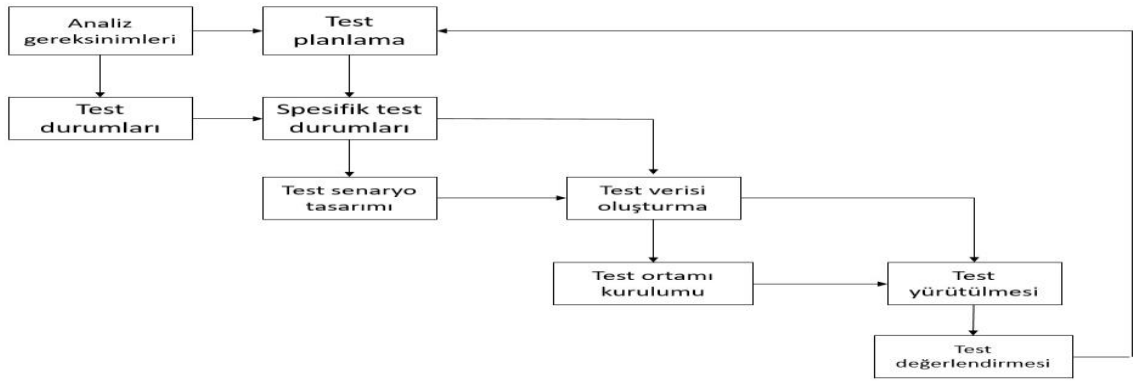 Analiz
gereksinimleri
Test
planlama
Test
durumları
Spesifik test
durumları
Test senaryo
tasarımı
Test verisi
oluşturma
Test ortamı
kurulumu
Test
yürütülmesi
Test
değerlendirmesi